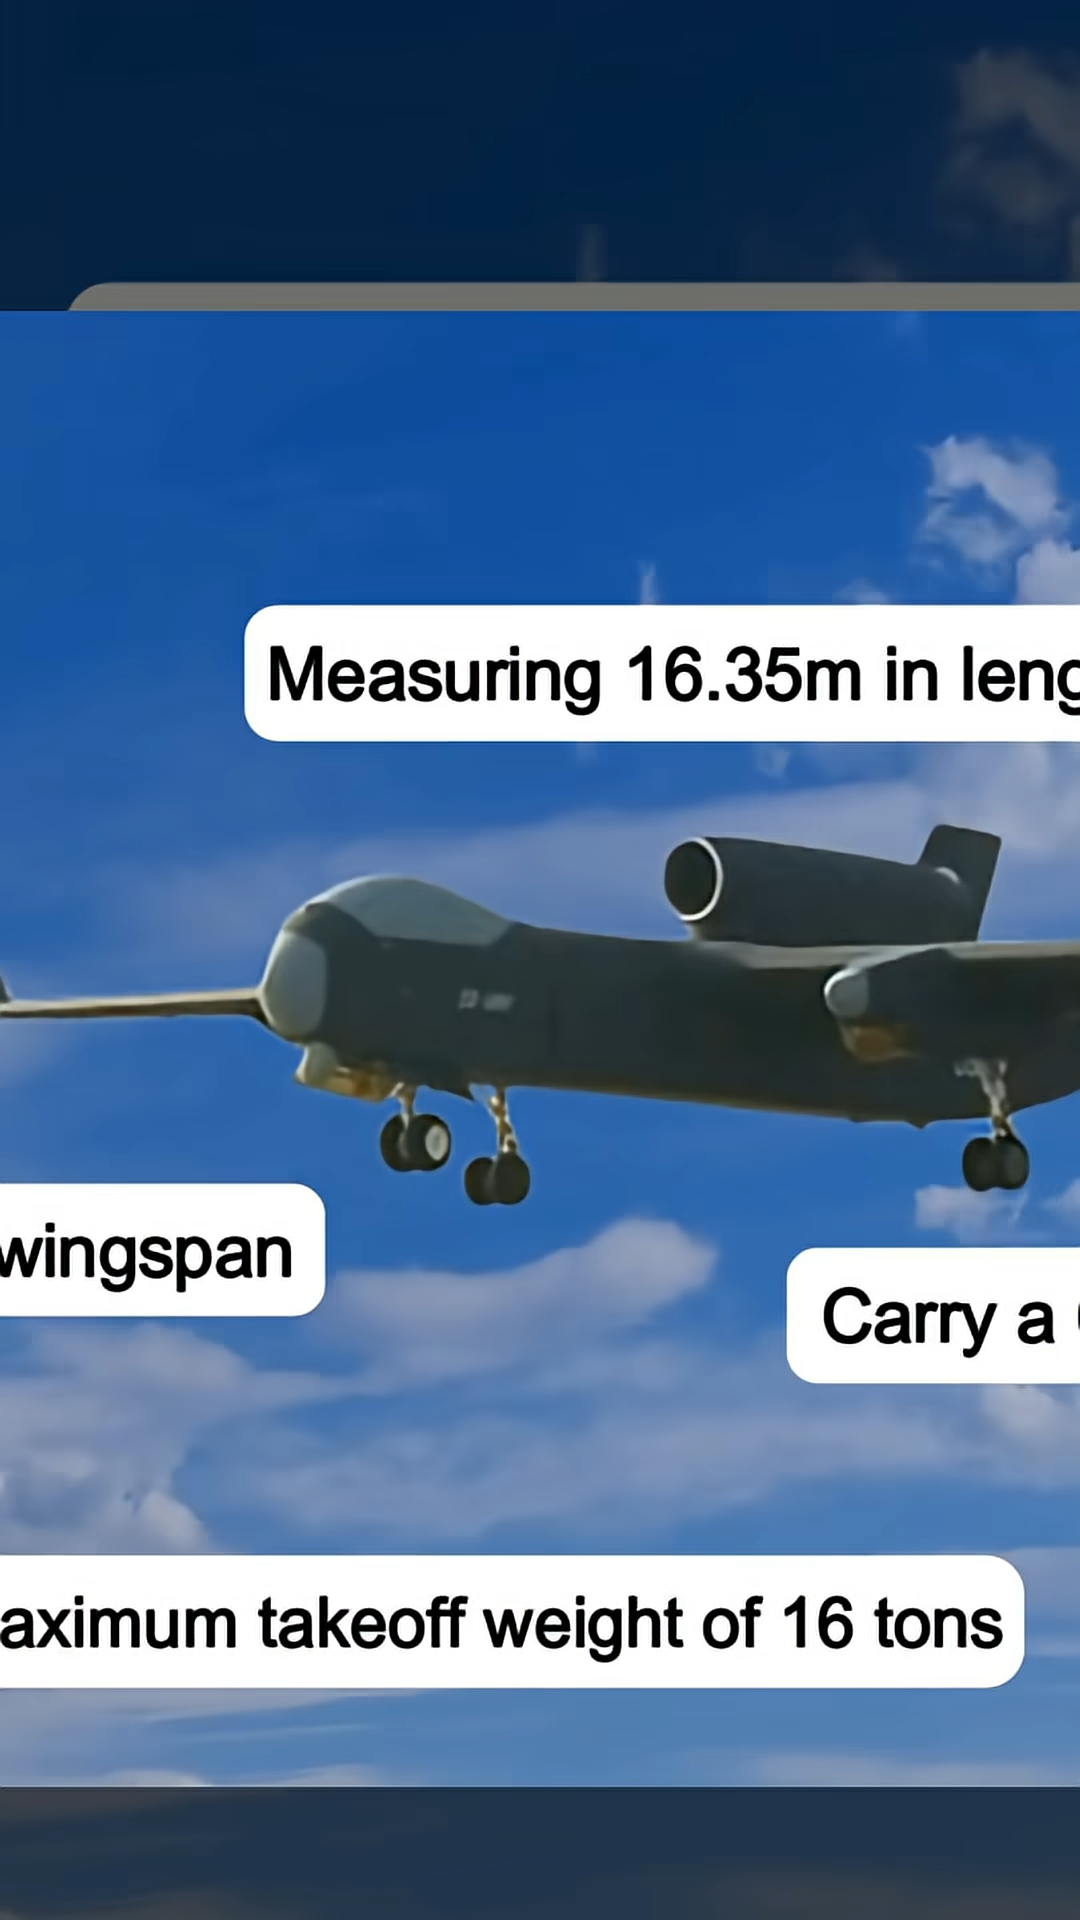 Measuring 16.35m in leng
wingspan
Carry a
aximum takeoff weight of 16 tons